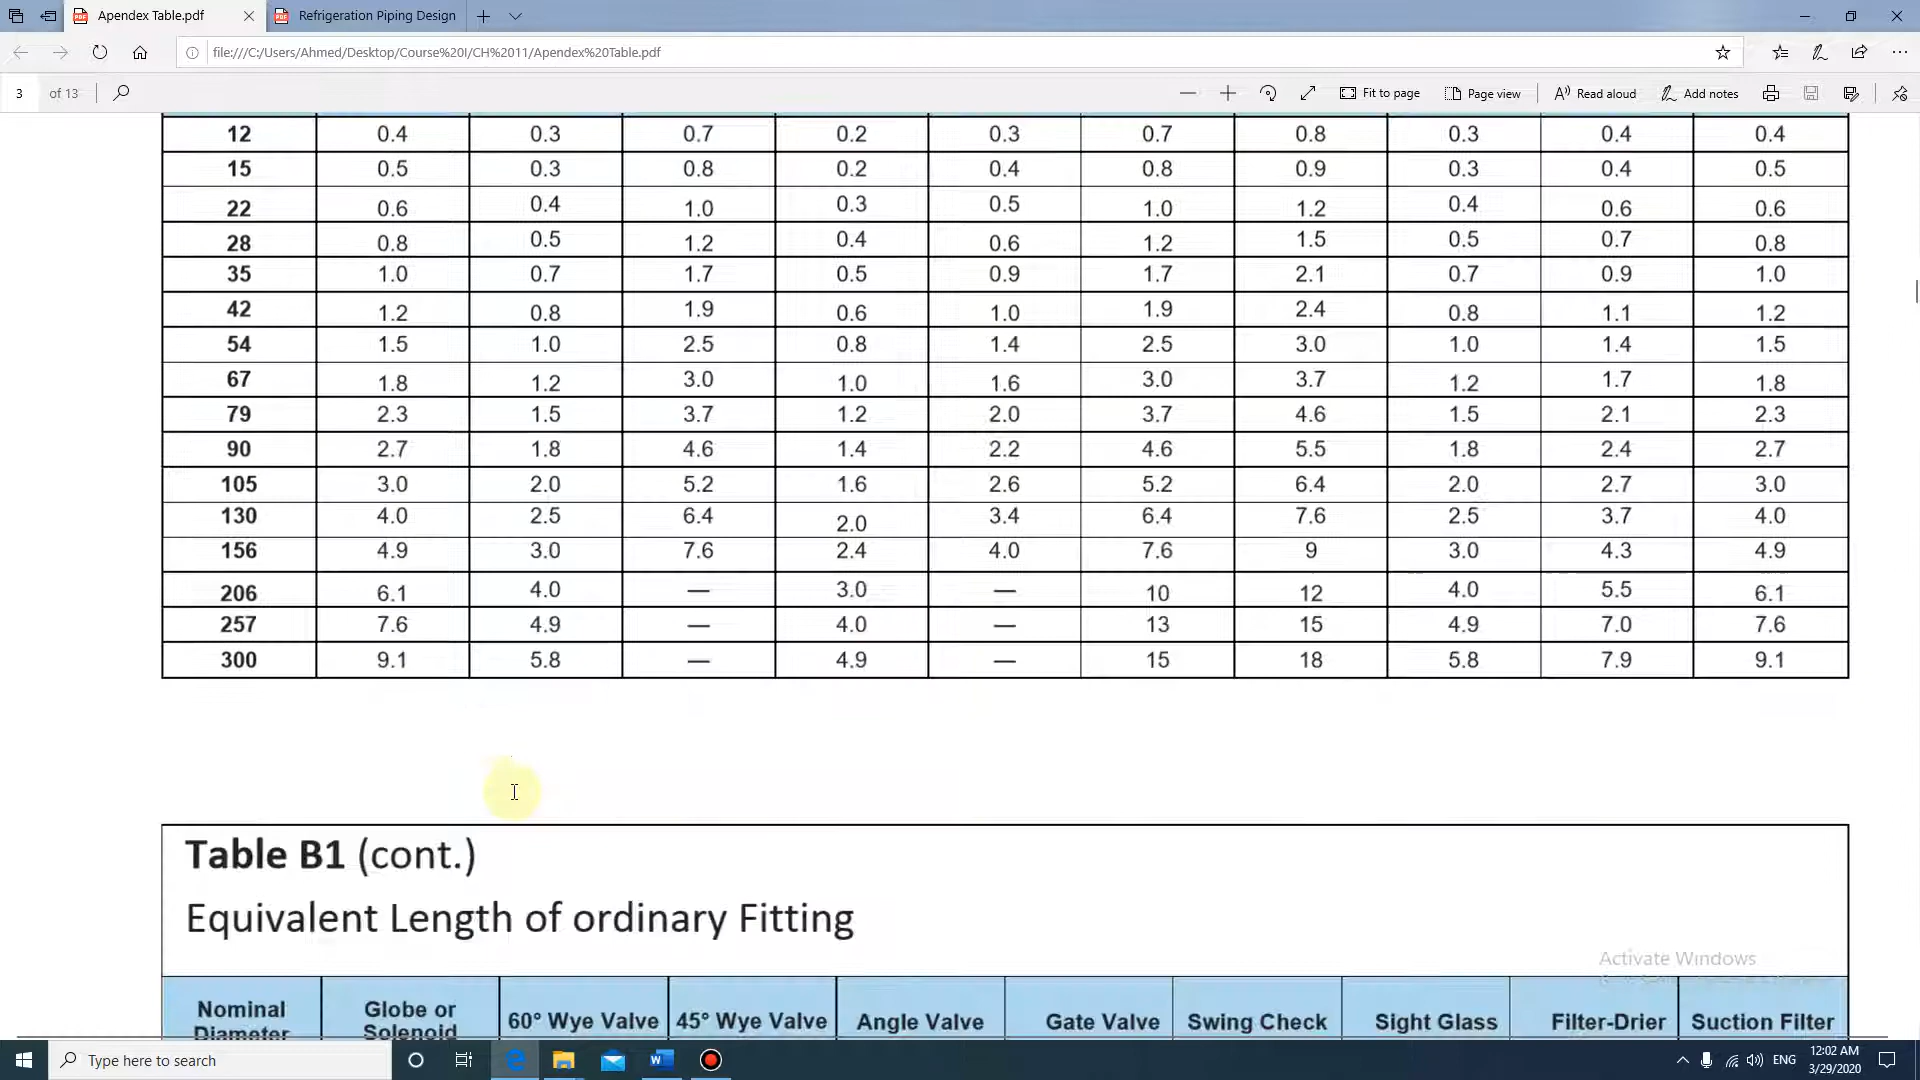 Apendex Table.pdf
Refrigeration Piping Design
file:///C:/Users/Ahmed/Desktop/Course%20I/CH%2011/Apendex%20Table.pdf
3 of 13
Fit to page
Page view
Read aloud
Add notes
12 0.4 0.3 0.7 0.2 0.3 0.7 0.8 0.3 0.4 0.4
15 0.5 0.3 0.8 0.2 0.4 0.8 0.9 0.3 0.4 0.5
22 0.6 0.4 1.0 0.3 0.5 1.0 1.2 0.4 0.6 0.6
28 0.8 0.5 1.2 0.4 0.6 1.2 1.5 0.5 0.7 0.8
35 1.0 0.7 1.7 0.5 0.9 1.7 2.1 0.7 0.9 1.0
42 1.2 0.8 1.9 0.6 1.0 1.9 2.4 0.8 1.1 1.2
54 1.5 1.0 2.5 0.8 1.4 2.5 3.0 1.0 1.4 1.5
67 1.8 1.2 3.0 1.0 1.6 3.0 3.7 1.2 1.7 1.8
79 2.3 1.5 3.7 1.2 2.0 3.7 4.6 1.5 2.1 2.3
90 2.7 1.8 4.6 1.4 2.2 4.6 5.5 1.8 2.4 2.7
105 3.0 2.0 5.2 1.6 2.6 5.2 6.4 2.0 2.7 3.0
130 4.0 2.5 6.4 2.0 3.4 6.4 7.6 2.5 3.7 4.0
156 4.9 3.0 7.6 2.4 4.0 7.6 9 3.0 4.3 4.9
206 6.1 4.0 — 3.0 — 10 12 4.0 5.5 6.1
257 7.6 4.9 — 4.0 — 13 15 4.9 7.0 7.6
300 9.1 5.8 — 4.9 — 15 18 5.8 7.9 9.1
Table B1 (cont.)
Equivalent Length of ordinary Fitting
Activate Windows
Nominal Diameter Globe or Solenoid 60° Wye Valve 45° Wye Valve Angle Valve Gate Valve Swing Check Sight Glass Filter-Drier Suction Filter
Type here to search
ENG
12:02 AM
3/29/2020